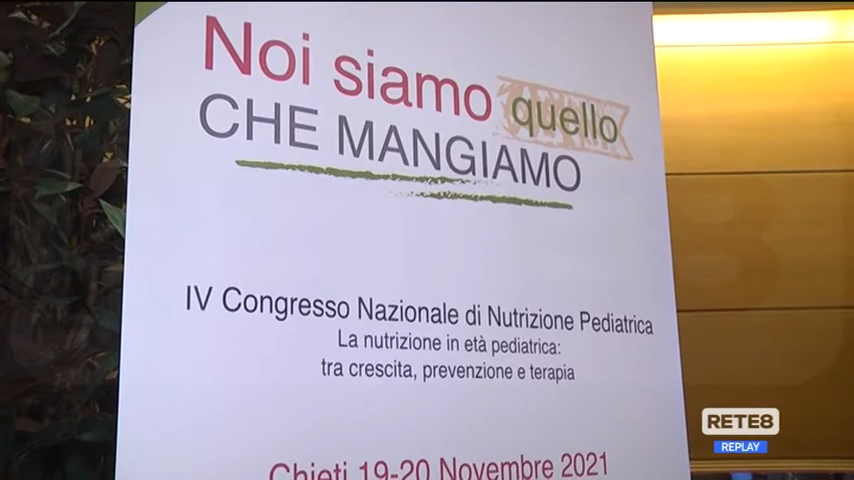 Noi siamo quello
CHE MANGIAMO
IV Congresso Nazionale di Nutrizione Pediatrica
La nutrizione in età pediatrica:
tra crescita, prevenzione e terapia
Chieti 19-20 Novembre 2021
RETE8
REPLAY